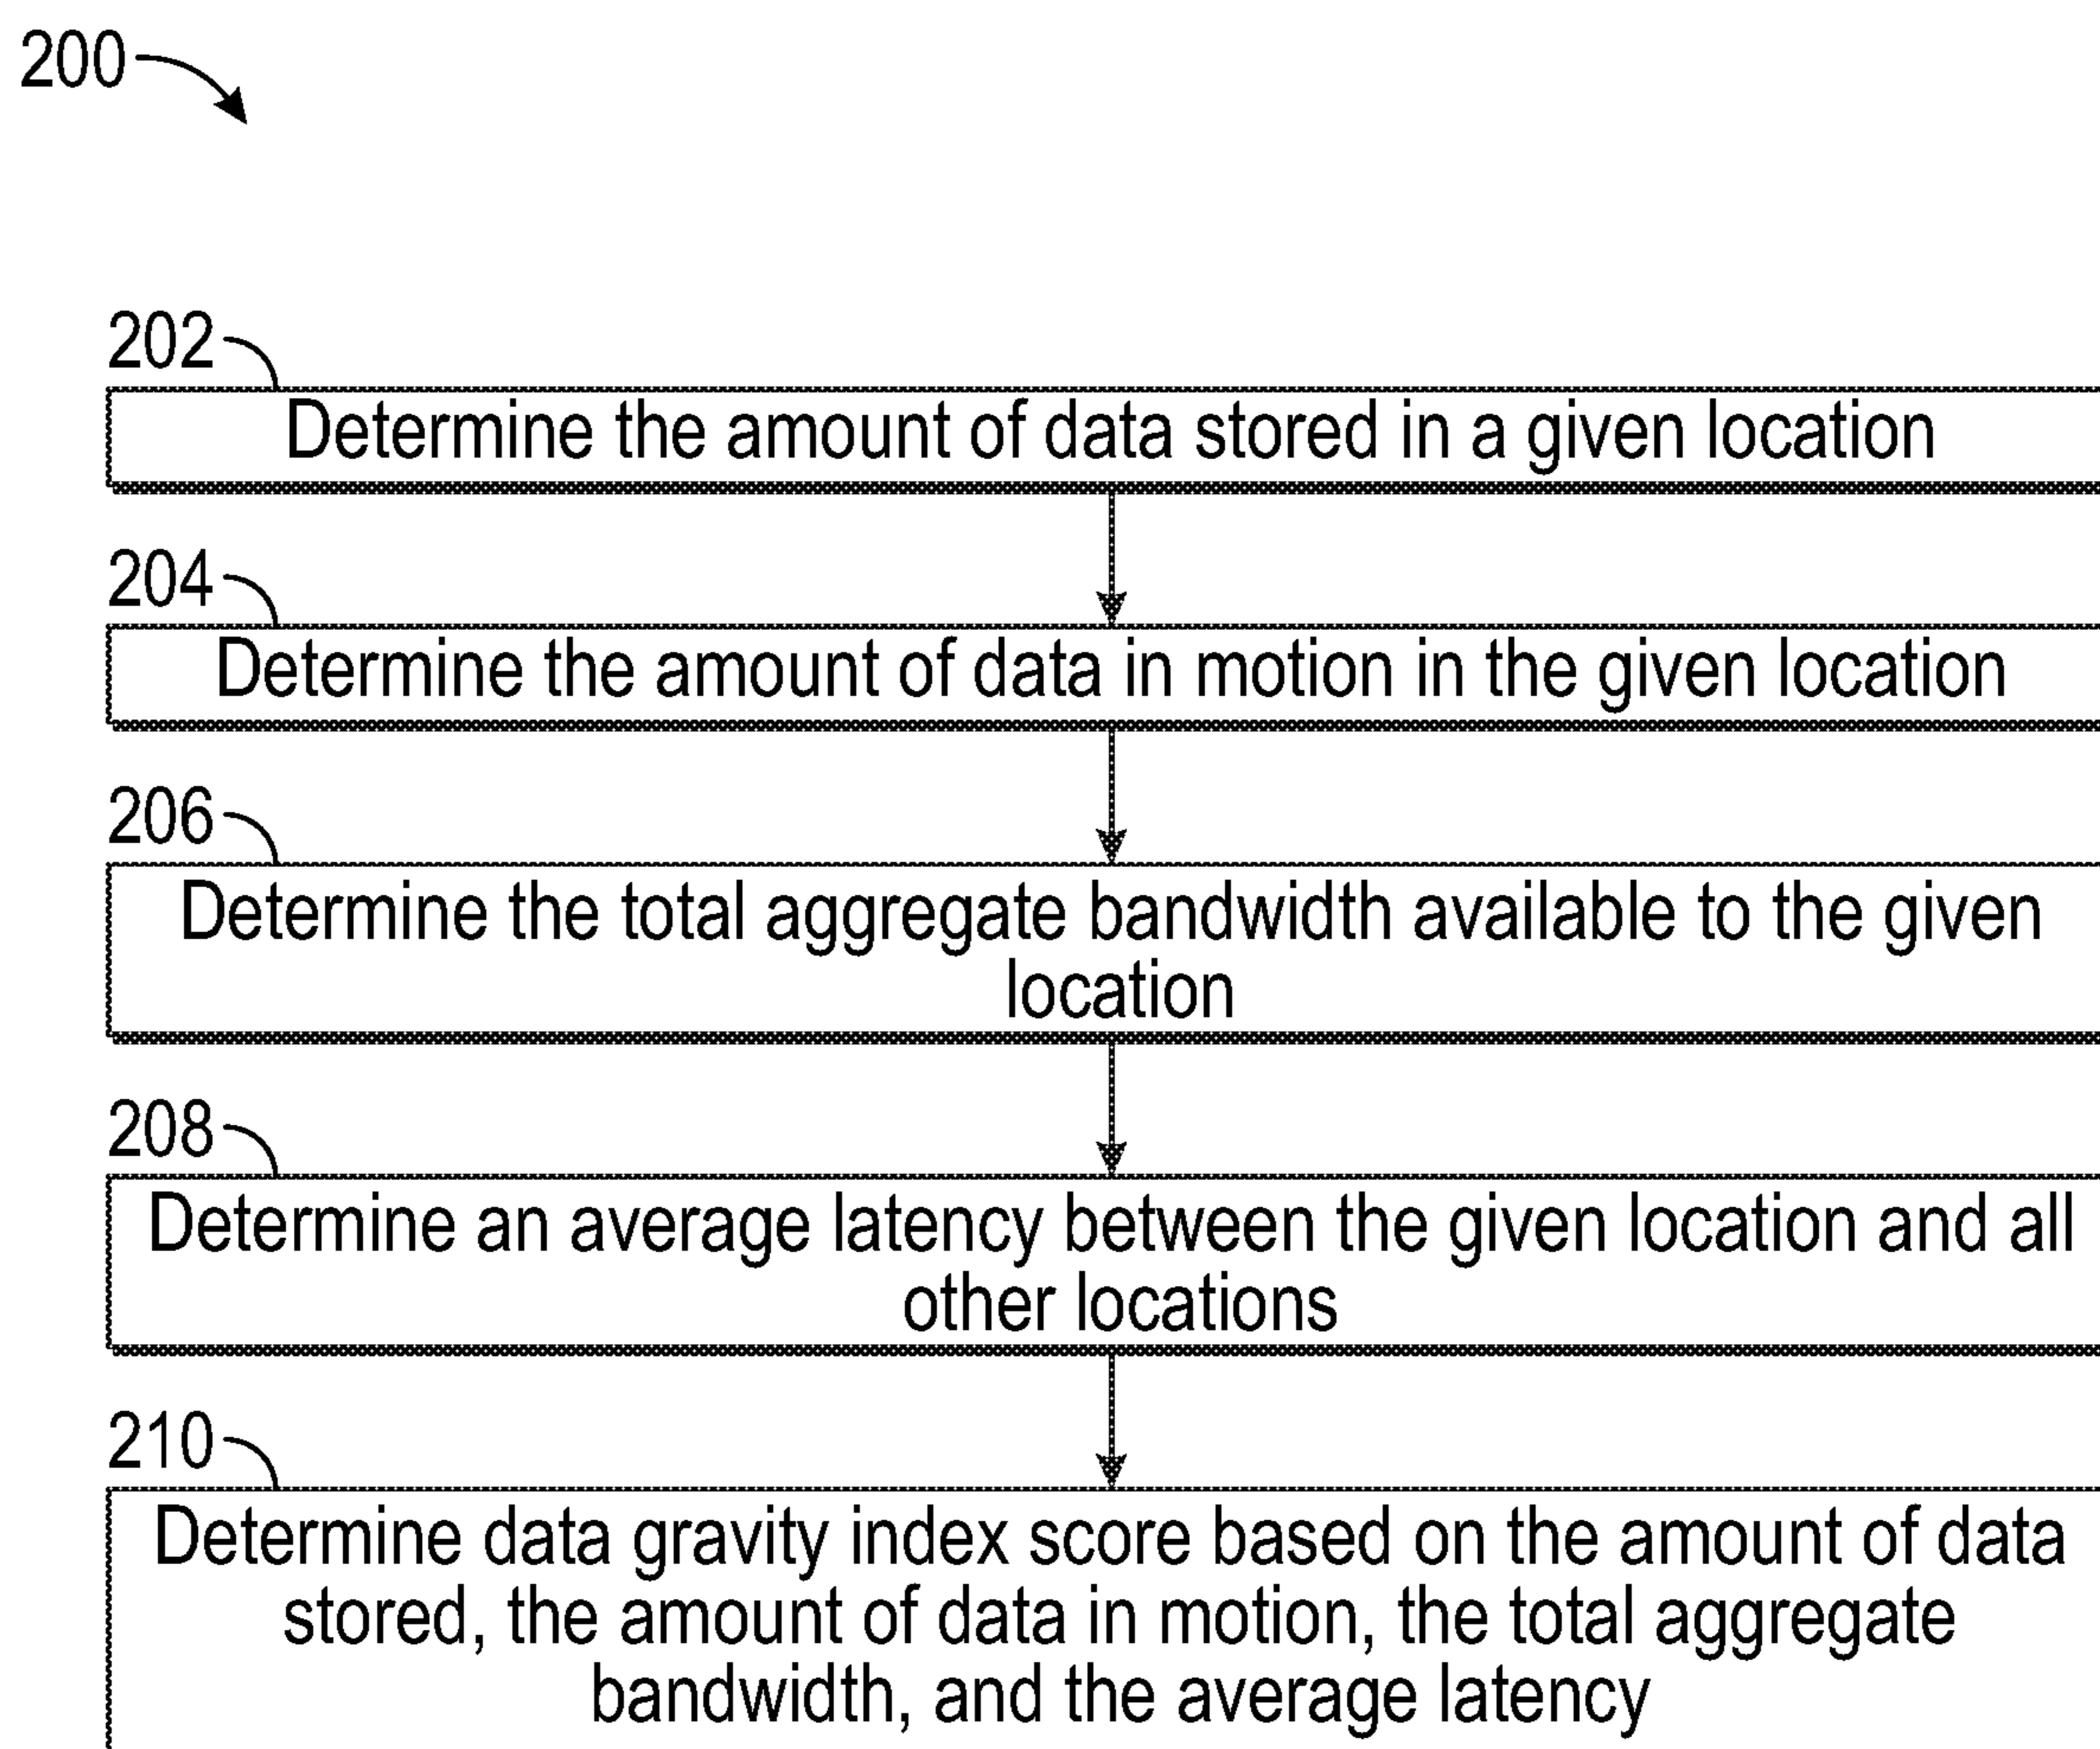 200
202
Determine the amount of data stored in a given location
204
Determine the amount of data in motion in the given location
206
Determine the total aggregate bandwidth available to the given
location
208
Determine an average latency between the given location and all
other locations
210
Determine data gravity index score based on the amount of data
stored, the amount of data in motion, the total aggregate
bandwidth, and the average latency